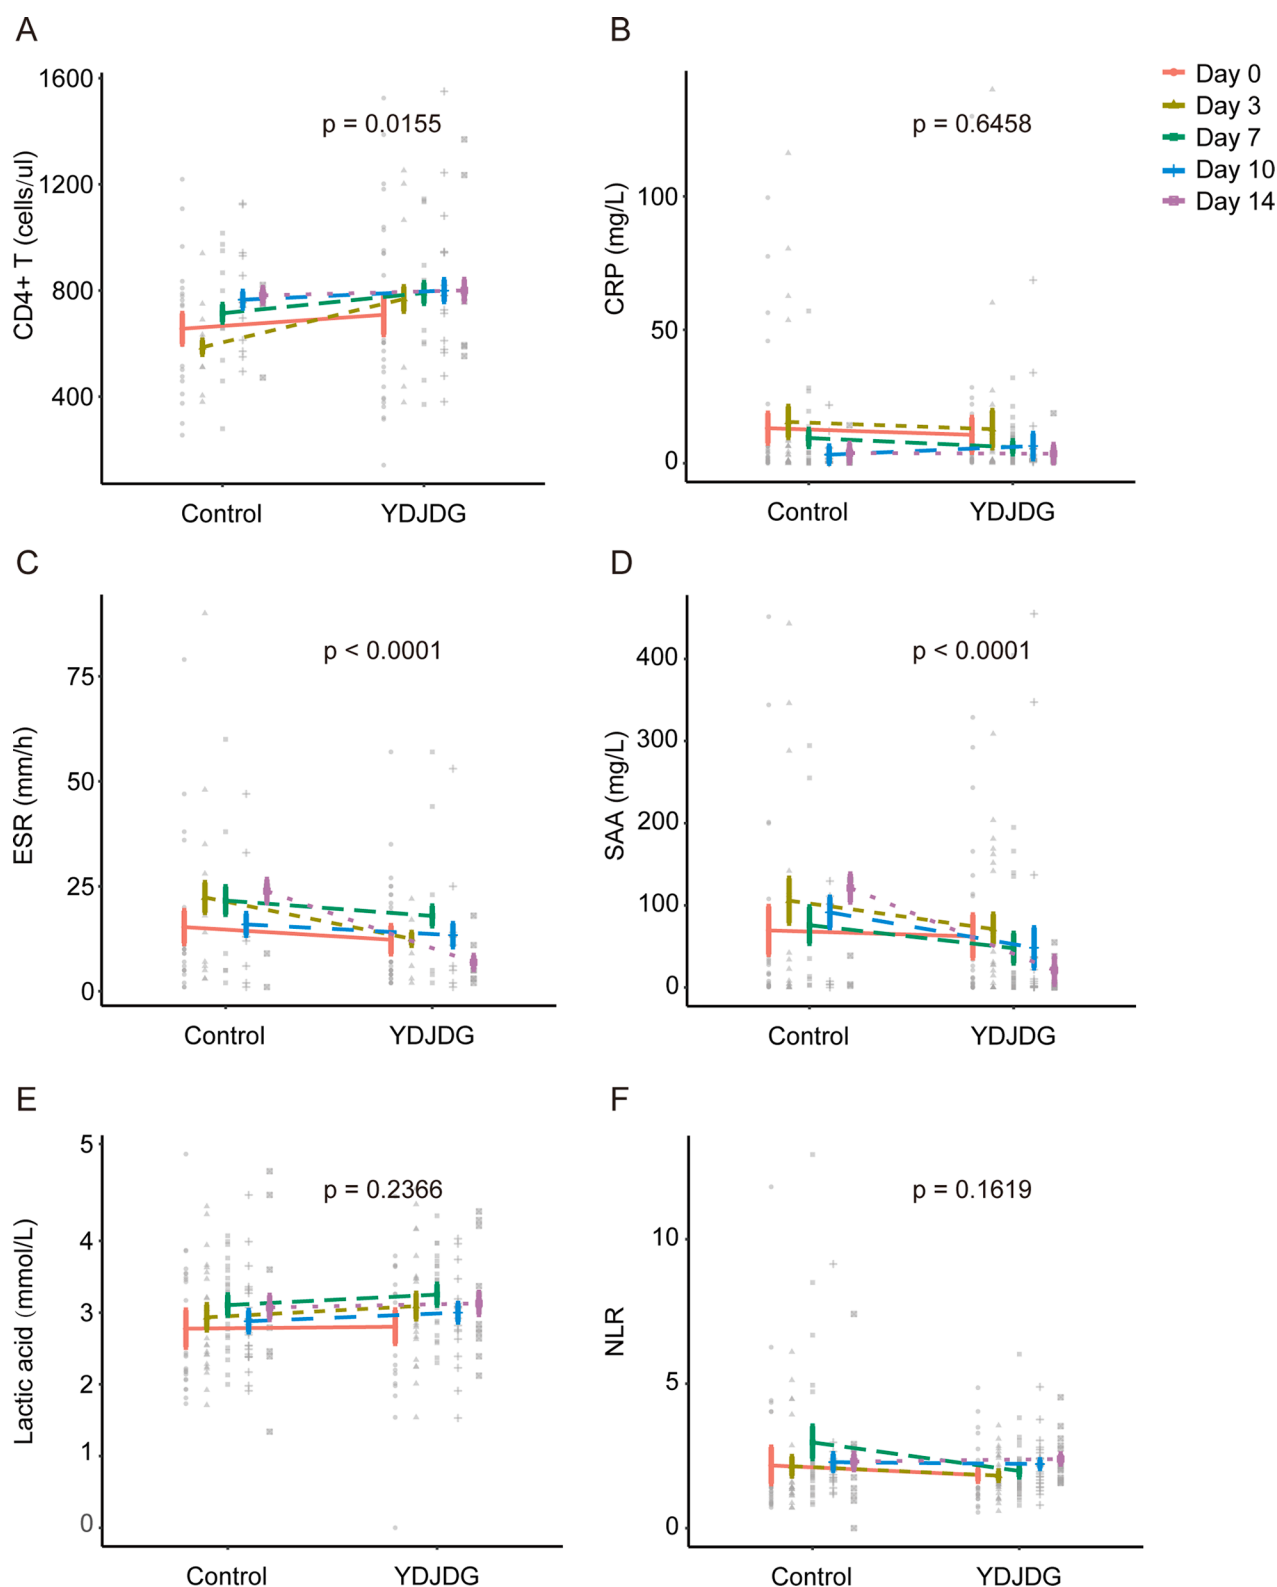 A
1600
1200
800
400
CD4+ T (cells/ul)
p = 0.0155
Control YDJDG
B
100
50
0
CRP (mg/L)
p = 0.6458
Control YDJDG
Day 0
Day 3
Day 7
Day 10
Day 14
C
75
50
25
0
ESR (mm/h)
p < 0.0001
Control YDJDG
D
400
300
200
100
0
SAA (mg/L)
p < 0.0001
Control YDJDG
E
5
4
3
2
1
0
Lactic acid (mmol/L)
p = 0.2366
Control YDJDG
F
10
5
0
NLR
p = 0.1619
Control YDJDG